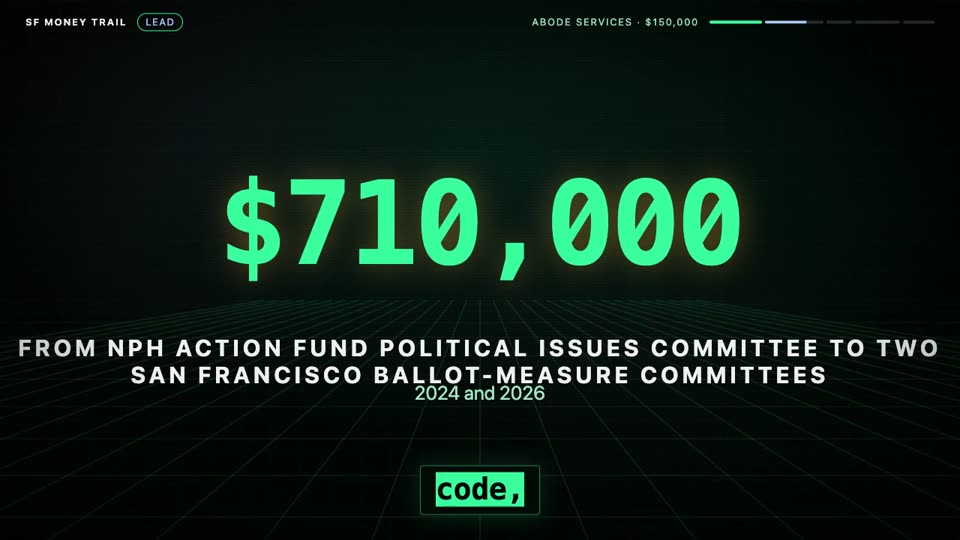 SF MONEY TRAIL LEAD
ABODE SERVICES · $150,000
$710,000
FROM NPH ACTION FUND POLITICAL ISSUES COMMITTEE TO TWO
SAN FRANCISCO BALLOT-MEASURE COMMITTEES
2024 and 2026
code,